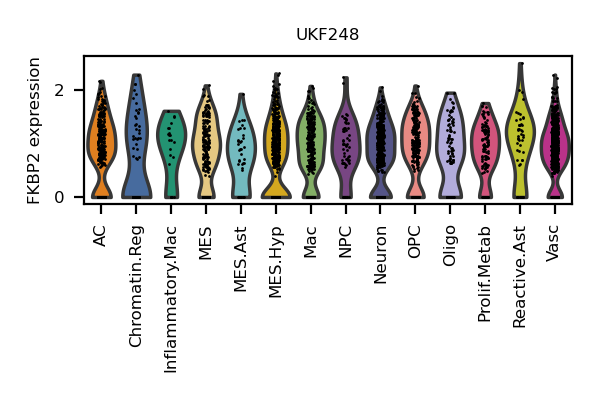 UKF248
FKBP2 expression
2
0
AC
Chromatin.Reg
Inflammatory.Mac
MES
MES.Ast
MES.Hyp
Mac
NPC
Neuron
OPC
Oligo
Prolif.Metab
Reactive.Ast
Vasc